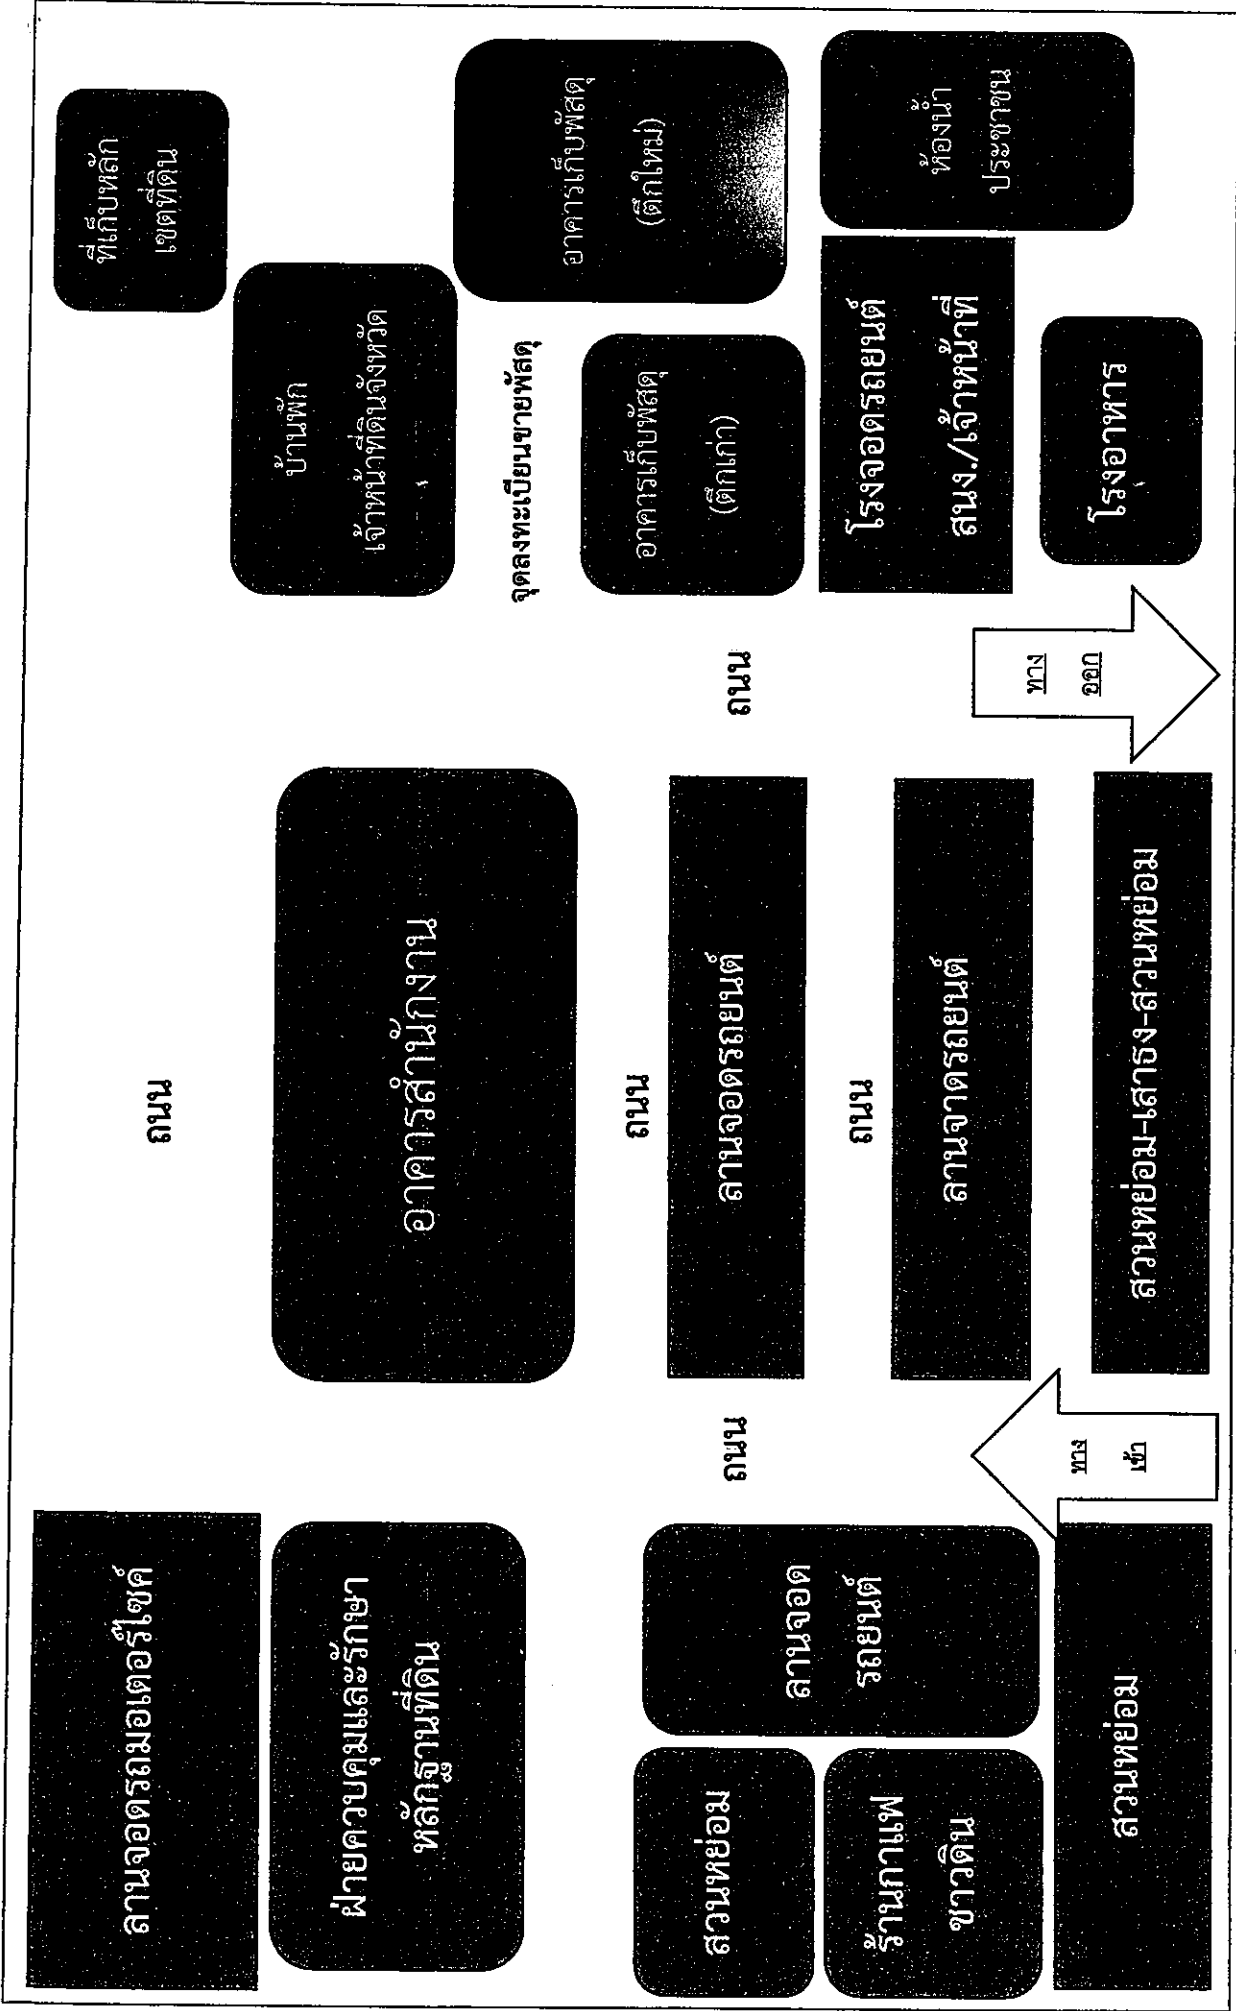 ลานจอดรถมอเตอร์ไซค์
ถนน
ที่เก็บหลัก
เขตที่ดิน
ฝ่ายควบคุมและรักษา
หลักฐานที่ดิน
อาคารสำนักงาน
บ้านพัก
เจ้าหน้าที่ดินจังหวัด
จุดลงทะเบียนขายพัสดุ
อาคารเก็บพัสดุ
(ตึกใหม่)
อาคารเก็บพัสดุ
(ตึกเก่า)
ถนน
สวนหย่อม
ลานจอด
รถยนต์
ถนน
ลานจอดรถยนต์
ถนน
ถนน
ร้านกาแฟ
ชาวดิน
ลานจาดรถยนต์
โรงจอดรถยนต์
สนง./เจ้าหน้าที่
ห้องน้ำ
ประชาชน
สวนหย่อม
ทาง
เข้า
สวนหย่อม-เสาธง-สวนหย่อม
ทาง
ออก
โรงอาหาร